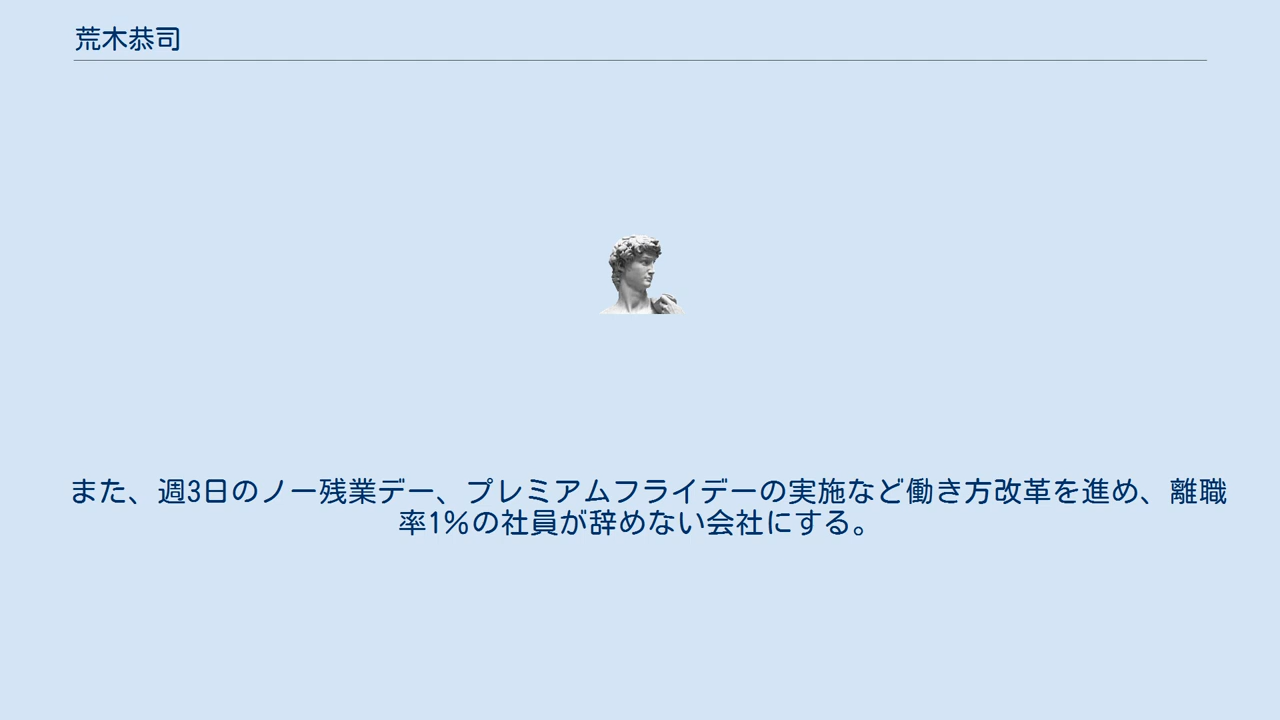 荒木恭司
また、週3日のノー残業デー、プレミアムフライデーの実施など働き方改革を進め、離職
率1%の社員が辞めない会社にする。